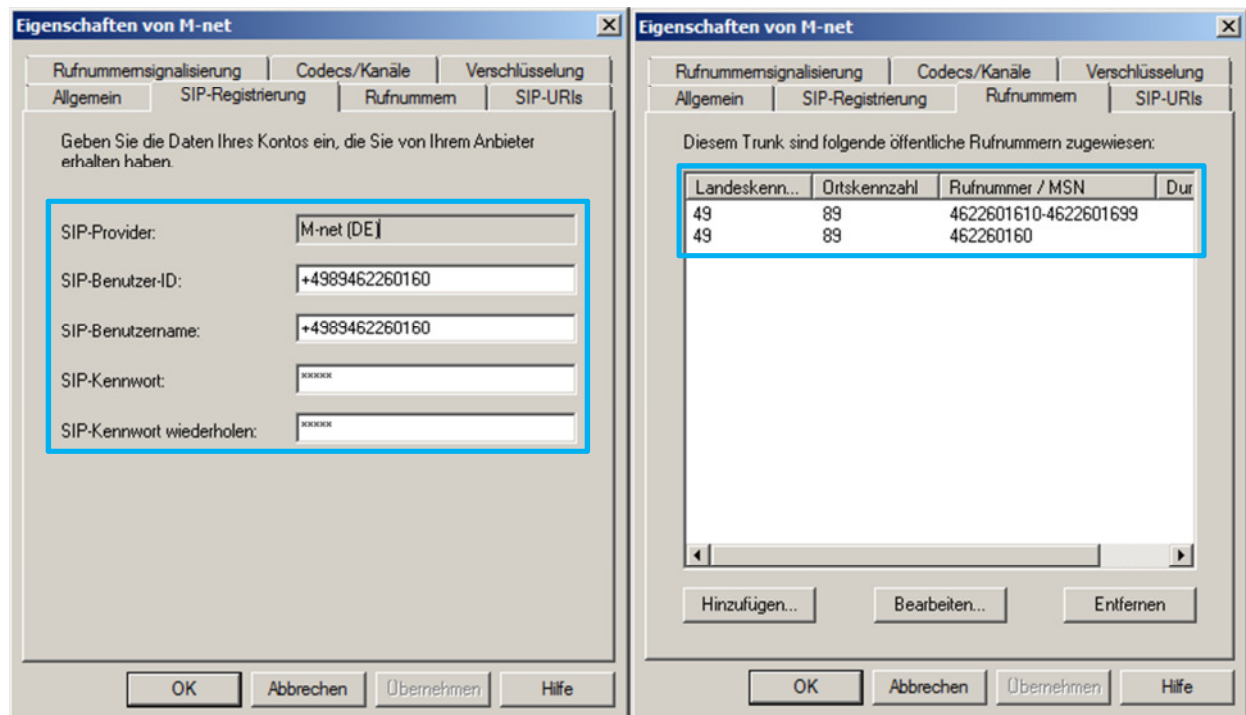 Eigenschaften von M-net
Rufnummernsignalisierung Codecs/Kanäle Verschlüsselung
Allgemein SIP-Registrierung Rufnummern SIP-URIs
Geben Sie die Daten Ihres Kontos ein, die Sie von Ihrem Anbieter
erhalten haben.
SIP-Provider: M-net (DE)
SIP-Benutzer-ID: +4989462260160
SIP-Benutzername: +4989462260160
SIP-Kennwort: *****
SIP-Kennwort wiederholen: *****
OK Abbrechen Übernehmen Hilfe
Eigenschaften von M-net
Rufnummernsignalisierung Codecs/Kanäle Verschlüsselung
Allgemein SIP-Registrierung Rufnummern SIP-URIs
Diesem Trunk sind folgende öffentliche Rufnummern zugewiesen:
Landeskenn... Ortskennzahl Rufnummer / MSN Dur
49 89 4622601610-4622601699
49 89 462260160
Hinzufügen... Bearbeiten... Entfernen
OK Abbrechen Übernehmen Hilfe